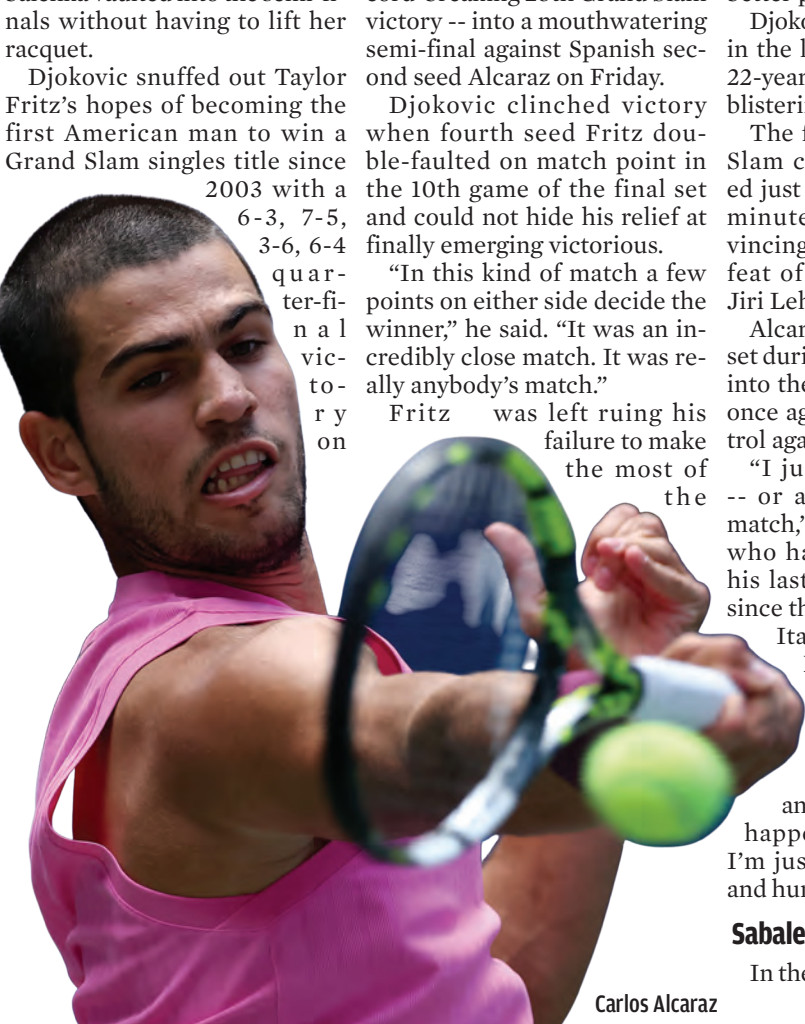 nals without having to lift her
racquet.
Djokovic snuffed out Taylor
Fritz’s hopes of becoming the
first American man to win a
Grand Slam singles title since
2003 with a
6-3, 7-5,
3-6, 6-4
quar-
ter-fi-
nal
vic-
to-
ry
on
victory -- into a mouthwatering
semi-final against Spanish sec-
ond seed Alcaraz on Friday.
Djokovic clinched victory
when fourth seed Fritz dou-
ble-faulted on match point in
the 10th game of the final set
and could not hide his relief at
finally emerging victorious.
“In this kind of match a few
points on either side decide the
winner,” he said. “It was an in-
credibly close match. It was re-
ally anybody’s match.”
Fritz was left ruing his
failure to make
the most of
the
Djoko
in the
22-year
blisteri
The
Slam c
ed just
minute
vincing
feat of
Jiri Leh
Alcar
set duri
into the
once ag
trol aga
“I ju
-- or a
match,’
who ha
his last
since th
Ita
an
happe
I’m jus
and hur
Sabale
In the
Carlos Alcaraz